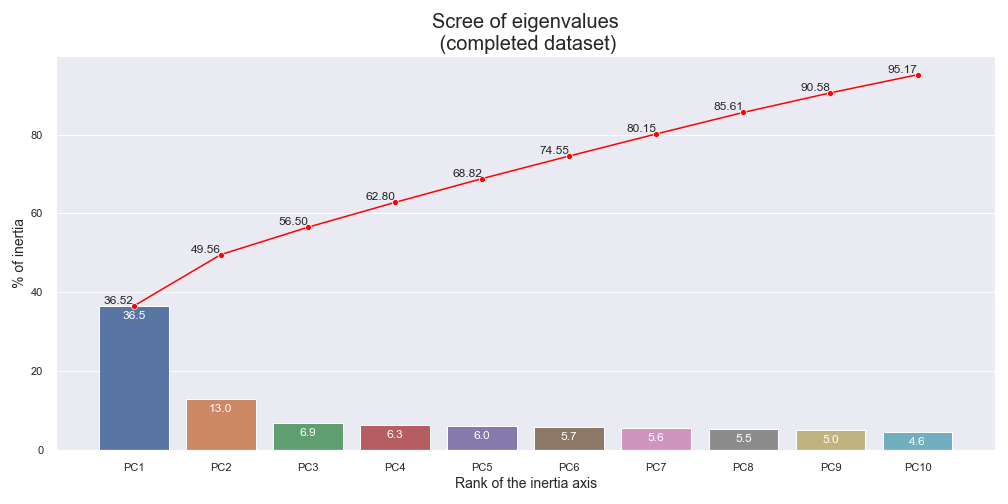 Scree of eigenvalues
(completed dataset)
% of inertia
80
60
40
20
0
36.52
49.56
56.50
62.80
68.82
74.55
80.15
85.61
90.58
95.17
36.5
13.0
6.9
6.3
6.0
5.7
5.6
5.5
5.0
4.6
PC1
PC2
PC3
PC4
PC5
PC6
PC7
PC8
PC9
PC10
Rank of the inertia axis